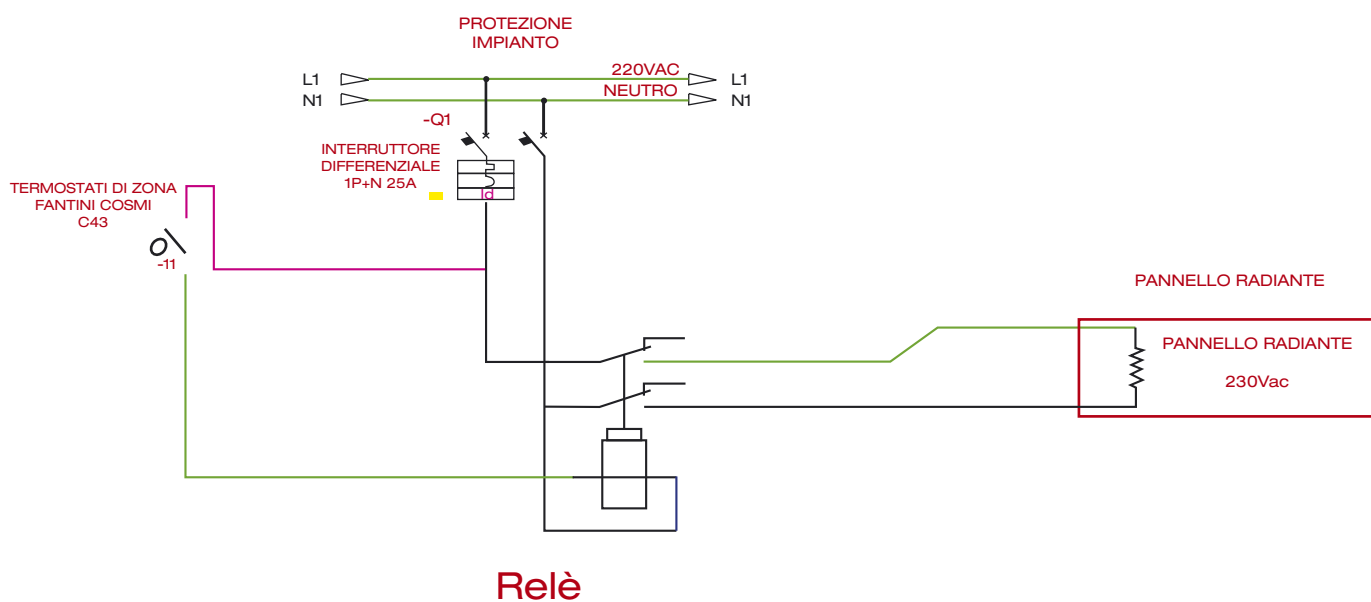 PROTEZIONE
IMPIANTO
L1
220VAC
L1
N1
NEUTRO
N1
-Q1
INTERRUTTORE
DIFFERENZIALE
1P+N 25A
Id
TERMOSTATI DI ZONA
FANTINI COSMI
C43
-11
PANNELLO RADIANTE
PANNELLO RADIANTE
230Vac
Relè